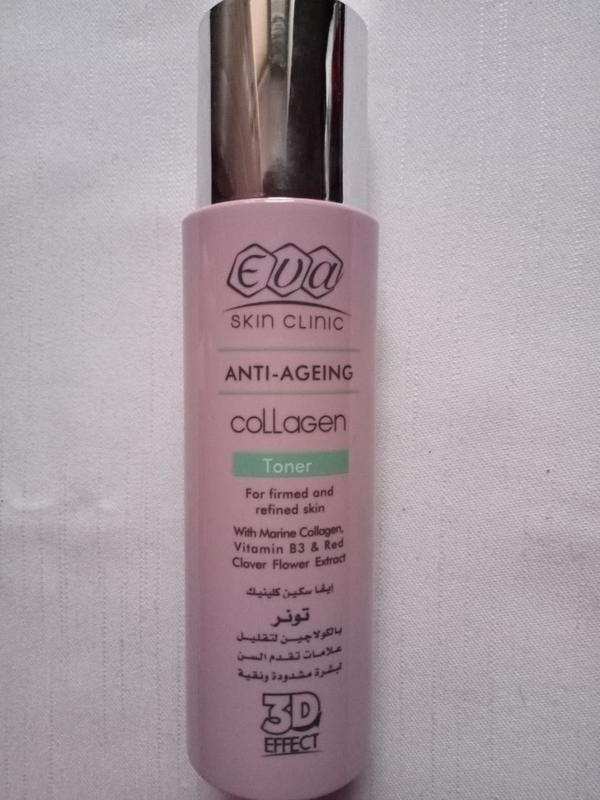 Eva
SKIN CLINIC
ANTI-AGEING
collagen
Toner
For firmed and
refined skin
With Marine Collagen,
Vitamin B3 & Red
Clover Flower Extract
إيڤا سكين كلينيك
تونر
بالكولاجين لتقليل
علامات تقدم السن
لبشرة مشدودة ونقية
3D
EFFECT